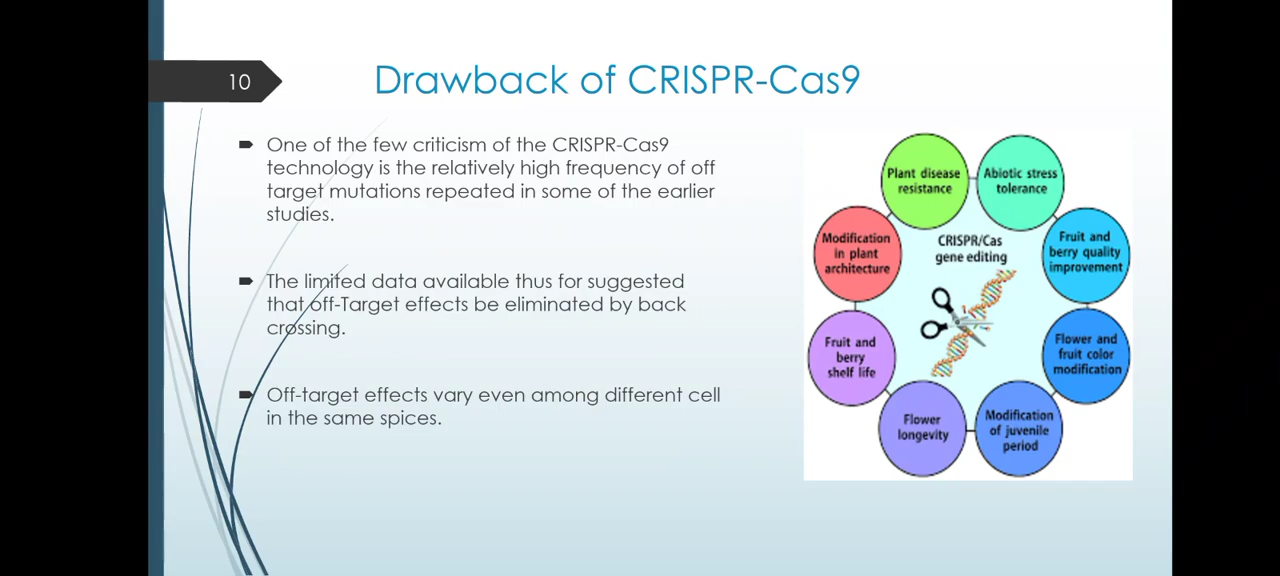 10
Drawback of CRISPR-Cas9
One of the few criticism of the CRISPR-Cas9
technology is the relatively high frequency of off
target mutations repeated in some of the earlier
studies.
The limited data available thus for suggested
that off-Target effects be eliminated by back
crossing.
Off-target effects vary even among different cell
in the same spices.
Plant disease
resistance
Abiotic stress
tolerance
Modification
in plant
architecture
CRISPR/Cas
gene editing
Fruit and
berry quality
improvement
Fruit and
berry
shelf life
Flower and
fruit color
modification
Flower
longevity
Modification
of juvenile
period